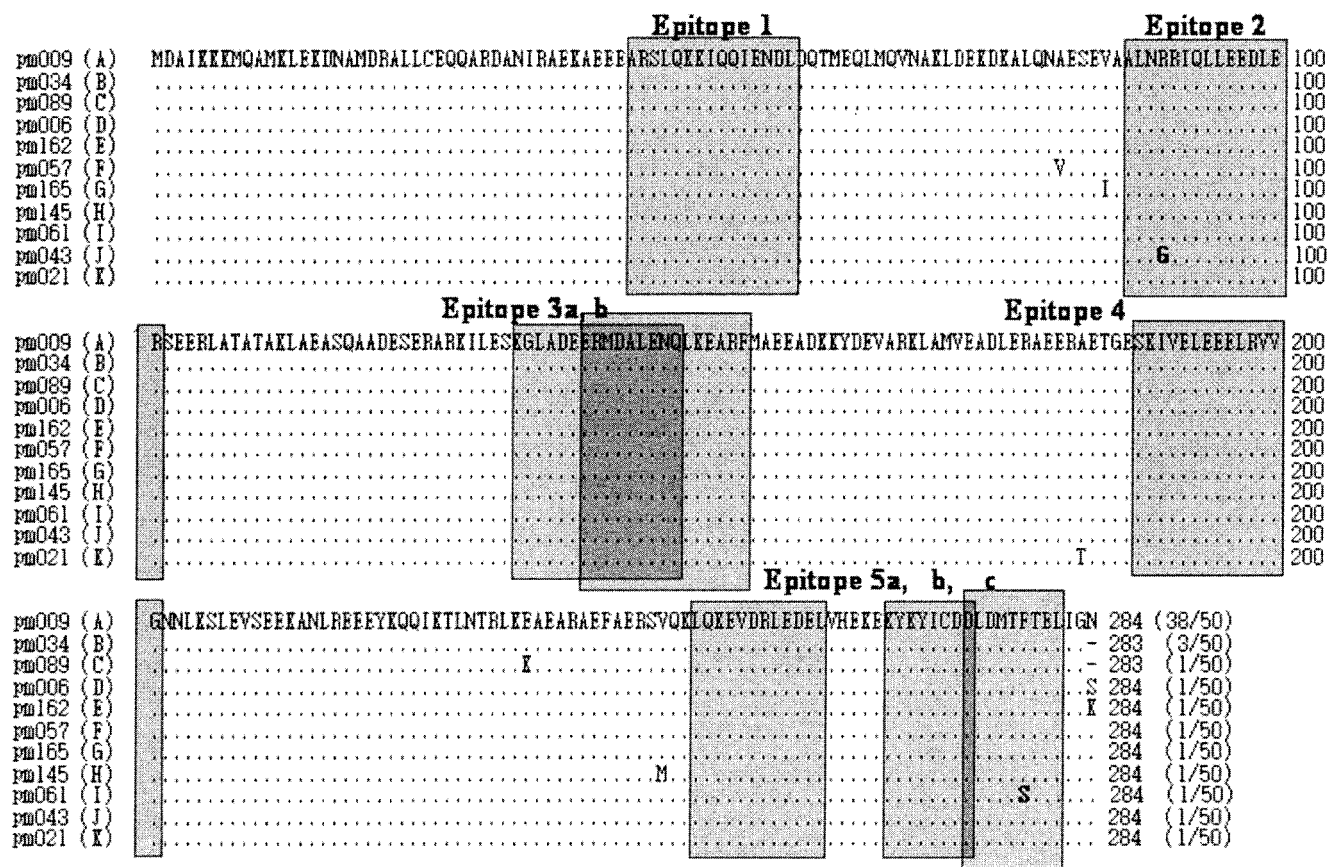 Epitope 1 Epitope 2
pm009 (A) MDAIKKKMQAMKLEKDNAMDRALLCEQQARDANIRAEKAEEEARSLQKKIQQIENDLDQTMEQLMQVNAKLDEKDKALQNAESEVAALNRRIQLLEEDLE 100
pm034 (B) .................................................................................................... 100
pm089 (C) .................................................................................................... 100
pm006 (D) .................................................................................................... 100
pm162 (E) .................................................................................................... 100
pm057 (F) ................................................................................V................... 100
pm165 (G) ....................................................................................I............... 100
pm145 (H) .................................................................................................... 100
pm061 (I) .................................................................................................... 100
pm043 (J) .........................................................................................G.......... 100
pm021 (K) .................................................................................................... 100
Epitope 3a, b Epitope 4
pm009 (A) RSEERLATATAKLAEASQAADESERARKILESKGLADEERMDALENQLKEARFMAEEADKKYDEVARKLAMVEADLERAEERAETGESKIVELEEELRVV 200
pm034 (B) .................................................................................................... 200
pm089 (C) .................................................................................................... 200
pm006 (D) .................................................................................................... 200
pm162 (E) .................................................................................................... 200
pm057 (F) .................................................................................................... 200
pm165 (G) .................................................................................................... 200
pm145 (H) .................................................................................................... 200
pm061 (I) .................................................................................................... 200
pm043 (J) .................................................................................................... 200
pm021 (K) ..................................................................................T................. 200
Epitope 5a, b, c
pm009 (A) GNNLKSLEVSEEKANLREEEYKQQIKTLNTRLKEAEARAEFAERSVQKLQKEVDRLEDELVHEKEKYKYICDDLDMTFTELIGN 284 (38/50)
pm034 (B) ...................................................................................- 283 (3/50)
pm089 (C) .................................K.................................................- 283 (1/50)
pm006 (D) ...................................................................................S 284 (1/50)
pm162 (E) ...................................................................................K 284 (1/50)
pm057 (F) .................................................................................... 284 (1/50)
pm165 (G) .................................................................................... 284 (1/50)
pm145 (H) .............................................M...................................... 284 (1/50)
pm061 (I) .............................................................................S...... 284 (1/50)
pm043 (J) .................................................................................... 284 (1/50)
pm021 (K) .................................................................................... 284 (1/50)